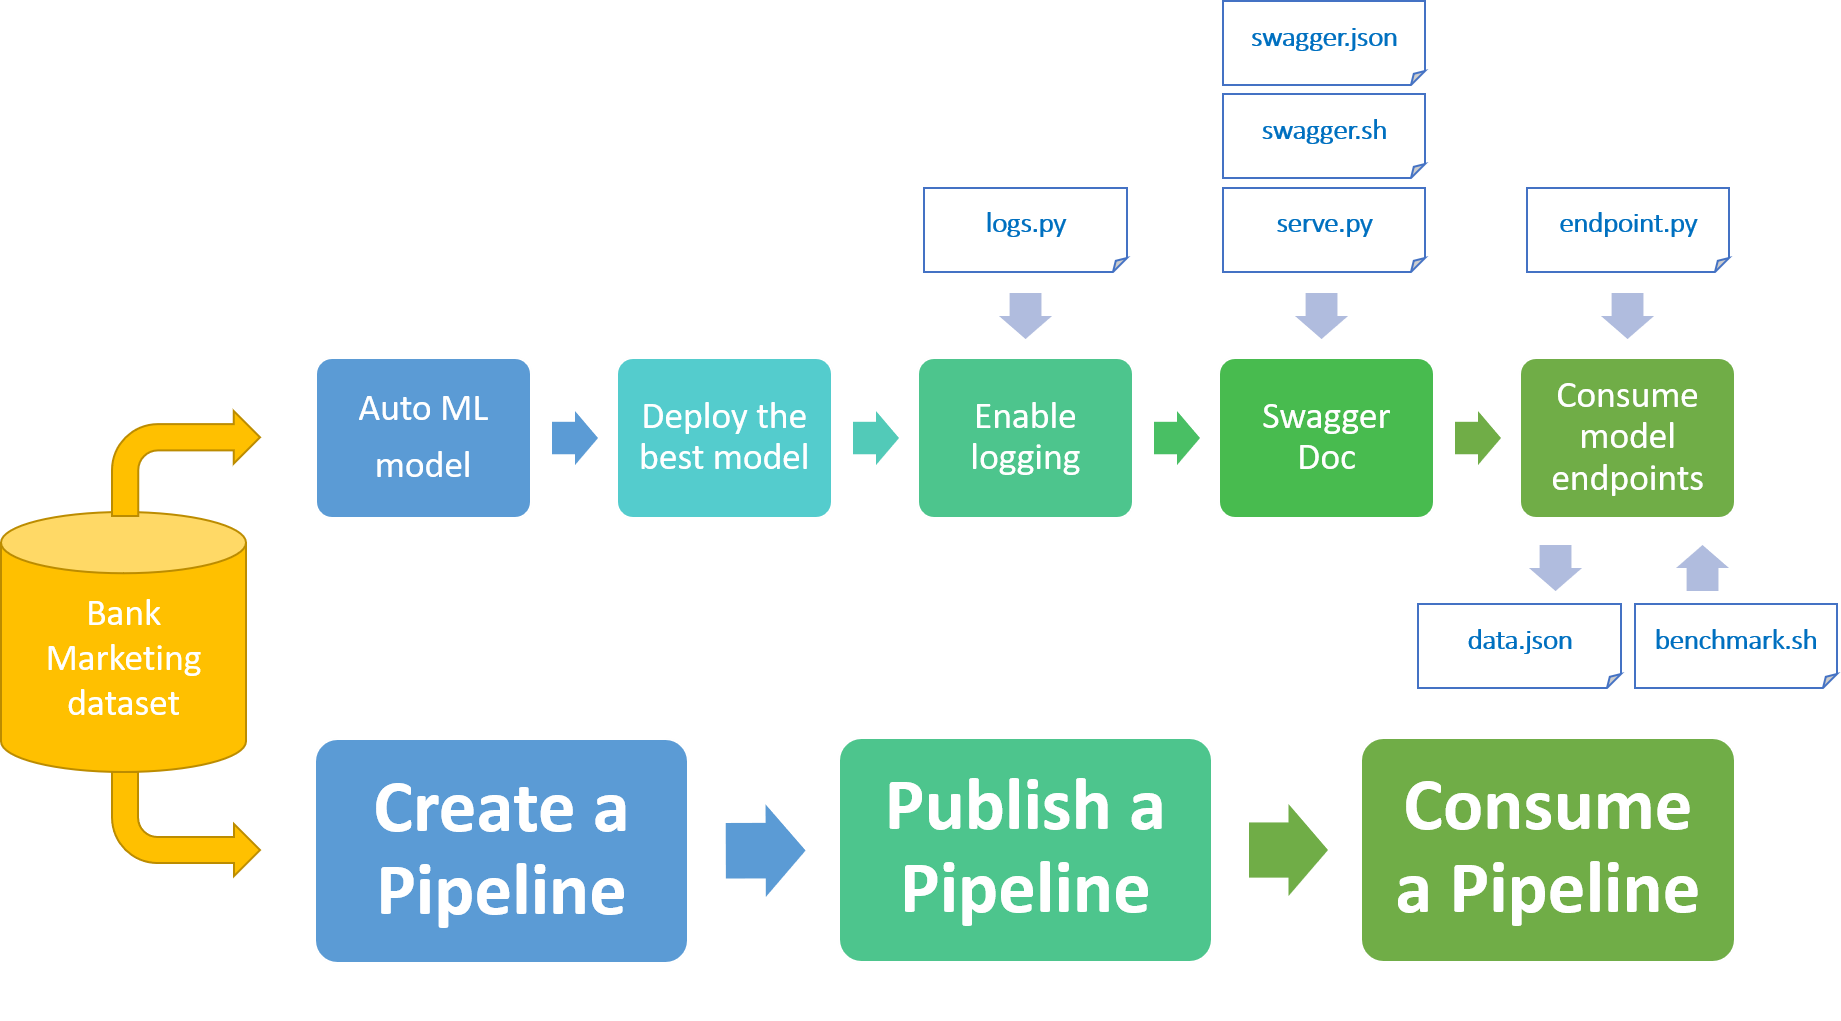 swagger.json
swagger.sh
logs.py
serve.py
endpoint.py
Auto ML
model
Deploy the
best model
Enable
logging
Swagger
Doc
Consume
model
endpoints
Bank
Marketing
dataset
data.json
benchmark.sh
Create a
Pipeline
Publish a
Pipeline
Consume
a Pipeline